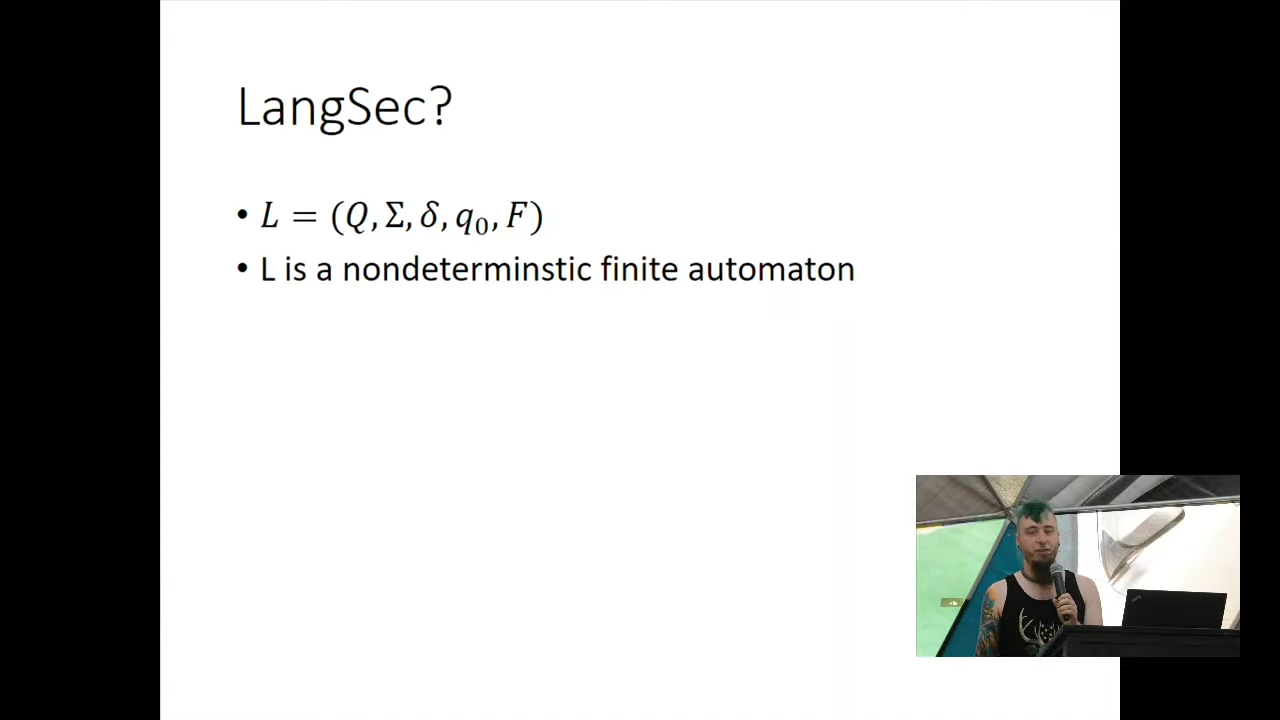 LangSec?
• L = (Q, Σ, δ, q₀, F)
• L is a nondeterminstic finite automaton